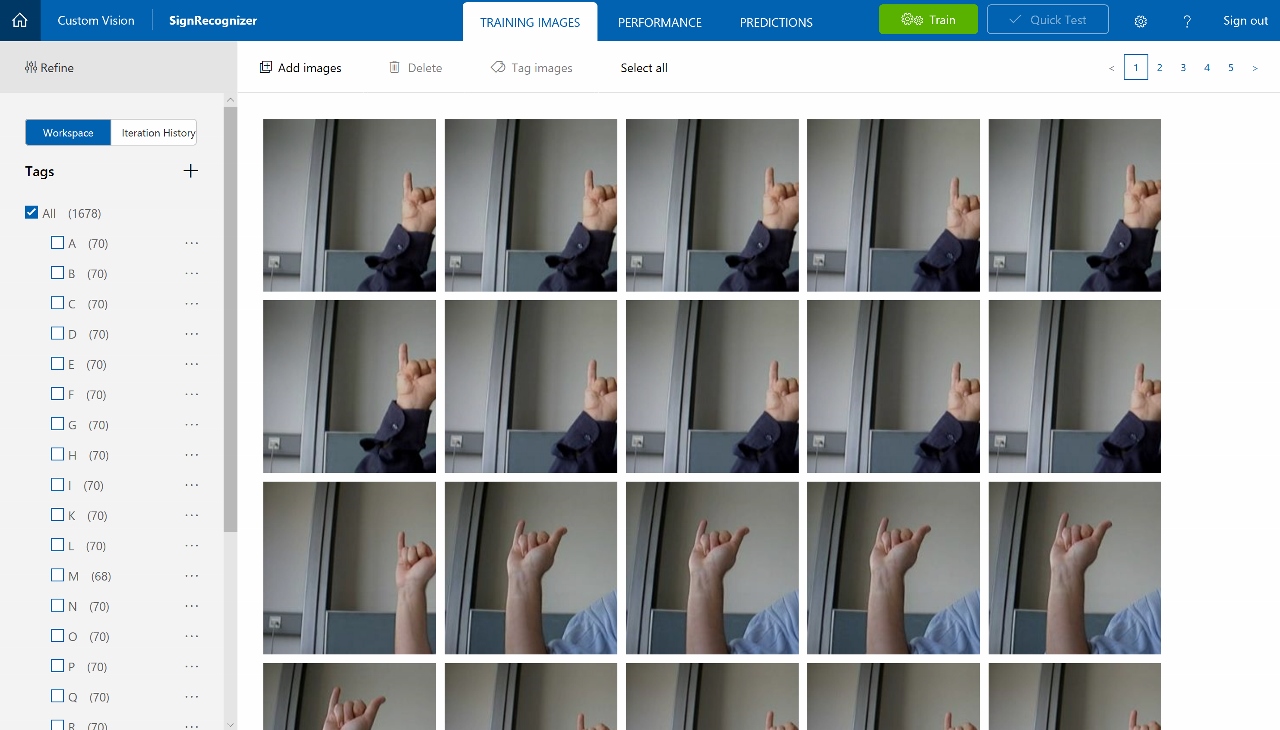 Custom Vision SignRecognizer TRAINING IMAGES PERFORMANCE PREDICTIONS Train Quick Test ? Sign out
Refine Add images Delete Tag images Select all < 1 2 3 4 5 >
Workspace Iteration History
Tags +
All (1678)
A (70) ...
B (70) ...
C (70) ...
D (70) ...
E (70) ...
F (70) ...
G (70) ...
H (70) ...
I (70) ...
K (70) ...
L (70) ...
M (68) ...
N (70) ...
O (70) ...
P (70) ...
Q (70) ...
R (70) ...